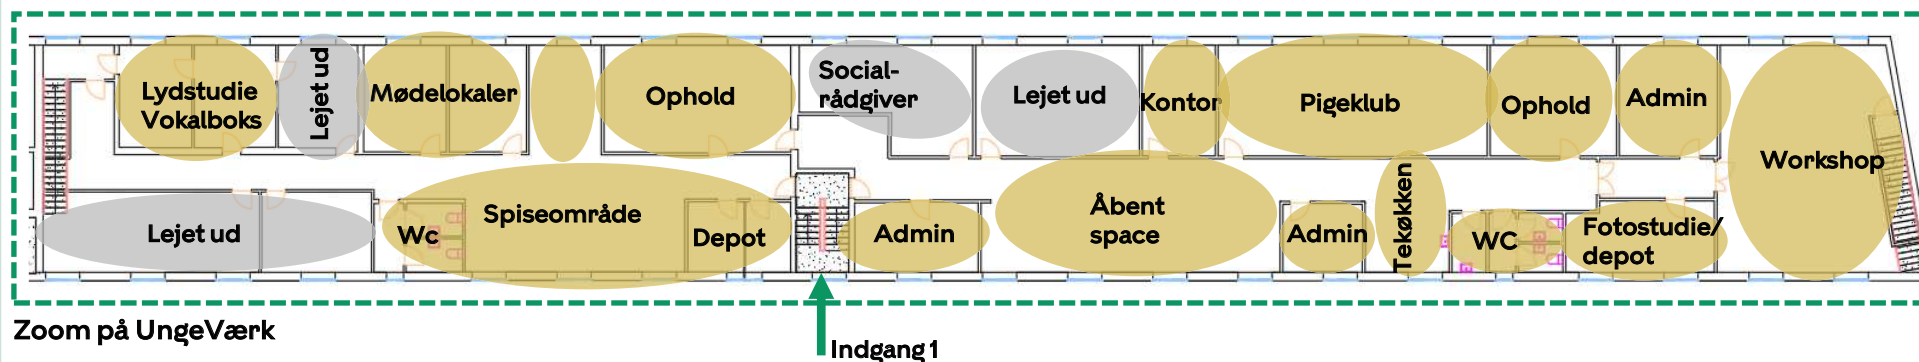 Lydstudie
Vokalboks
Lejet ud
Mødelokaler
Ophold
Social-
rådgiver
Lejet ud
Kontor
Pigeklub
Ophold
Admin
Workshop
Lejet ud
Wc
Spiseområde
Depot
Admin
Åbent
space
Admin
Tekøkken
WC
Fotostudie/
depot
Zoom på UngeVærk
Indgang 1